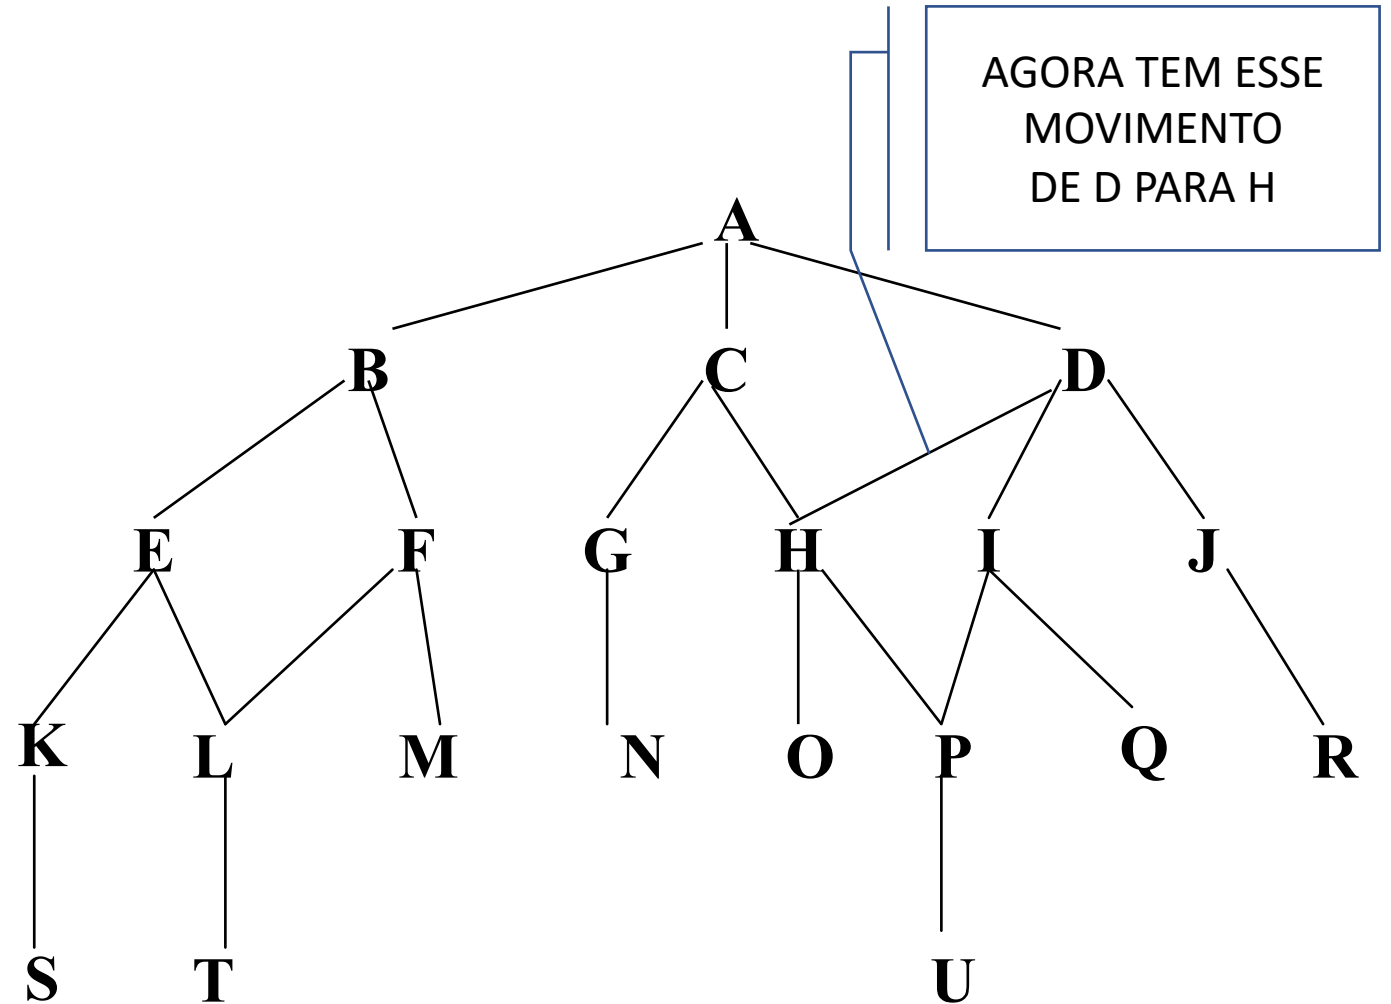 AGORA TEM ESSE
MOVIMENTO
DE D PARA H
A
B C D
E F G H I J
K L M N O P Q R
S T U